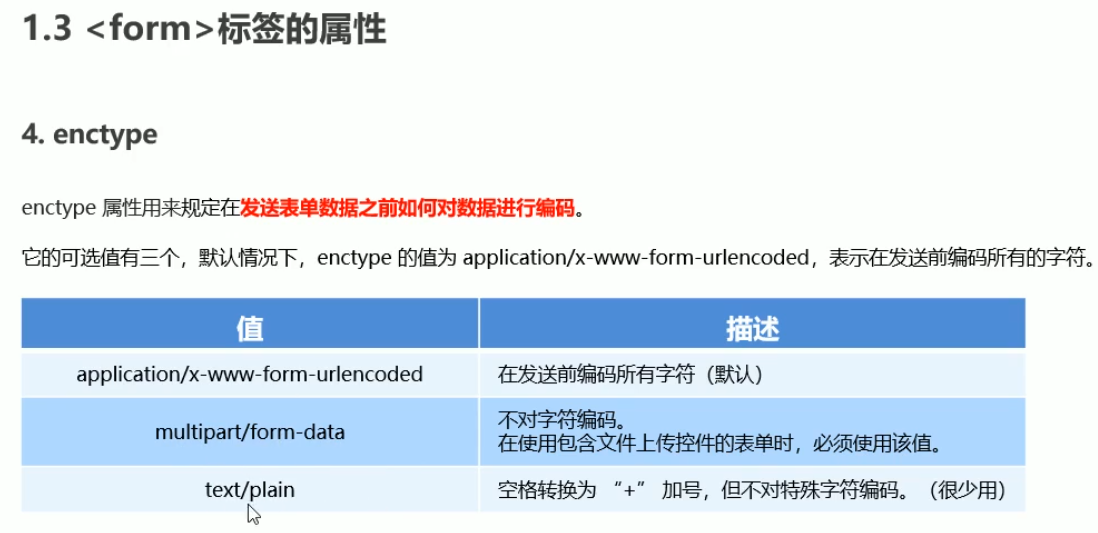 1.3 <form>标签的属性
4. enctype
enctype 属性用来规定在发送表单数据之前如何对数据进行编码。
它的可选值有三个，默认情况下，enctype 的值为 application/x-www-form-urlencoded，表示在发送前编码所有的字符。
值 描述
application/x-www-form-urlencoded 在发送前编码所有字符（默认）
multipart/form-data 不对字符编码。
在使用包含文件上传控件的表单时，必须使用该值。
text/plain 空格转换为 “+” 加号，但不对特殊字符编码。（很少用）